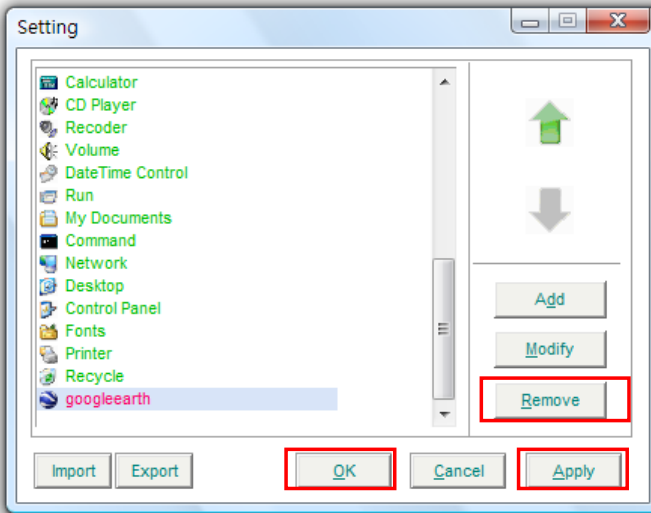 Setting
Calculator
CD Player
Recoder
Volume
DateTime Control
Run
My Documents
Command
Network
Desktop
Control Panel
Fonts
Printer
Recycle
googleearth
Add
Modify
Remove
Import
Export
OK
Cancel
Apply